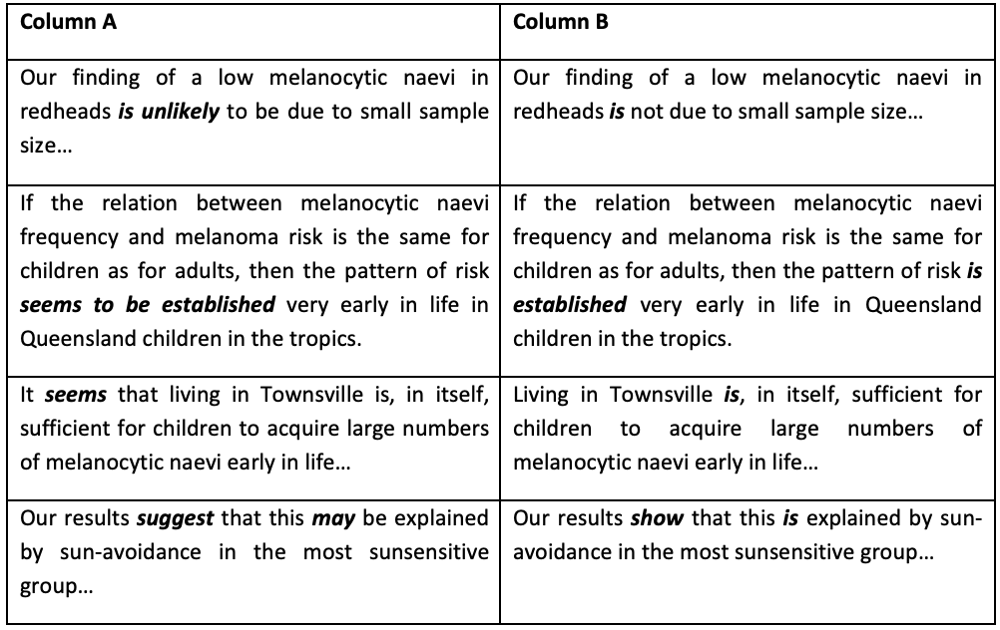 Column A
Column B
Our finding of a low melanocytic naevi in
redheads is unlikely to be due to small sample
size...
Our finding of a low melanocytic naevi in
redheads is not due to small sample size...
If the relation between melanocytic naevi
frequency and melanoma risk is the same for
children as for adults, then the pattern of risk
seems to be established very early in life in
Queensland children in the tropics.
If the relation between melanocytic naevi
frequency and melanoma risk is the same for
children as for adults, then the pattern of risk is
established very early in life in Queensland
children in the tropics.
It seems that living in Townsville is, in itself,
sufficient for children to acquire large numbers
of melanocytic naevi early in life...
Living in Townsville is, in itself, sufficient for
children to acquire large numbers of
melanocytic naevi early in life...
Our results suggest that this may be explained
by sun-avoidance in the most sunsensitive
group...
Our results show that this is explained by sun-
avoidance in the most sunsensitive group...